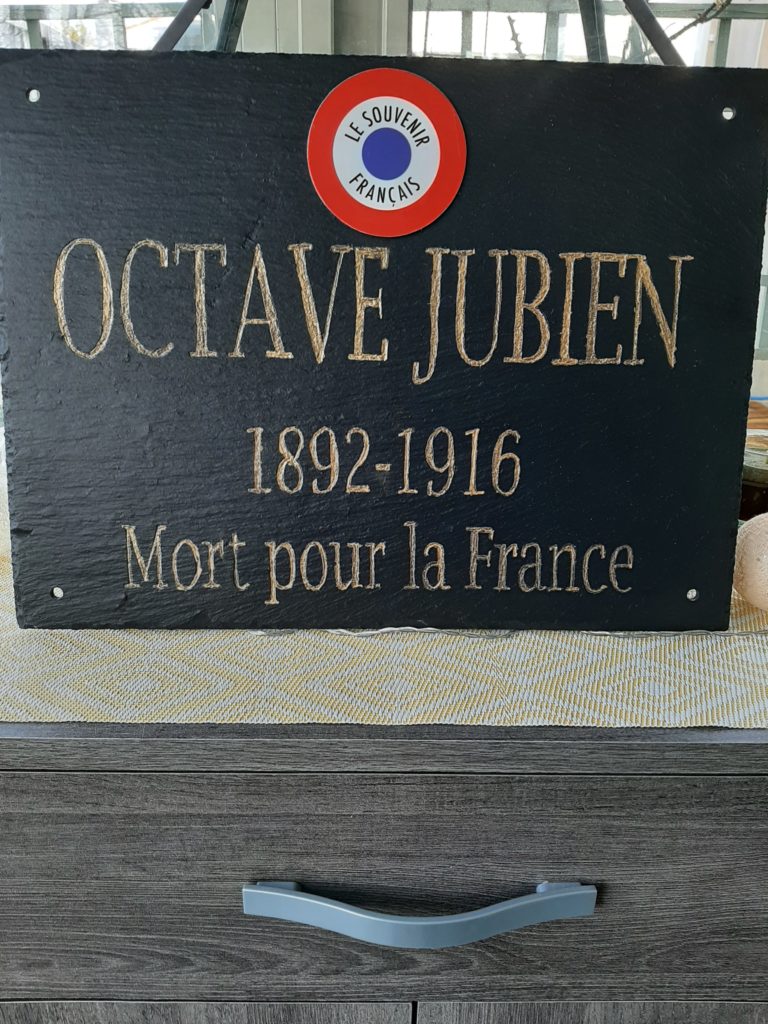 LE SOUVENIR
FRANÇAIS
OCTAVE JUBIEN
1892-1916
Mort pour la France